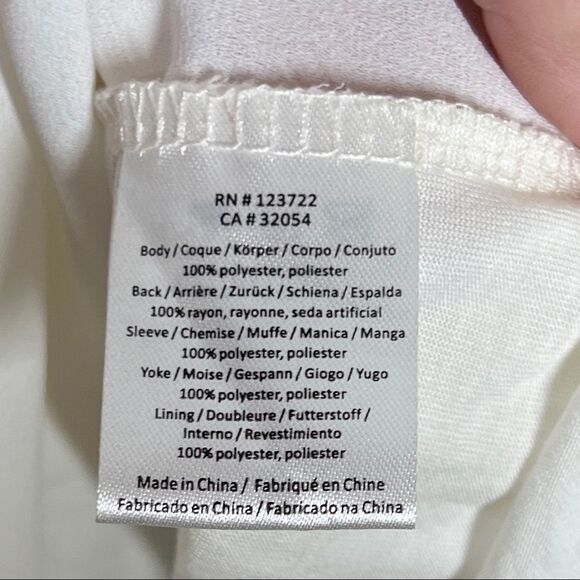 RN # 123722
CA # 32054
Body / Coque / Körper / Corpo / Conjuto
100% polyester, poliester
Back / Arrière / Zurück / Schiena / Espalda
100% rayon, rayonne, seda artificial
Sleeve / Chemise / Muffe / Manica / Manga
100% polyester, poliester
Yoke / Moise / Gespann / Giogo / Yugo
100% polyester, poliester
Lining / Doubleure / Futterstoff /
Interno / Revestimiento
100% polyester, poliester
Made in China / Fabriqué en Chine
Fabricado en China / Fabricado na China